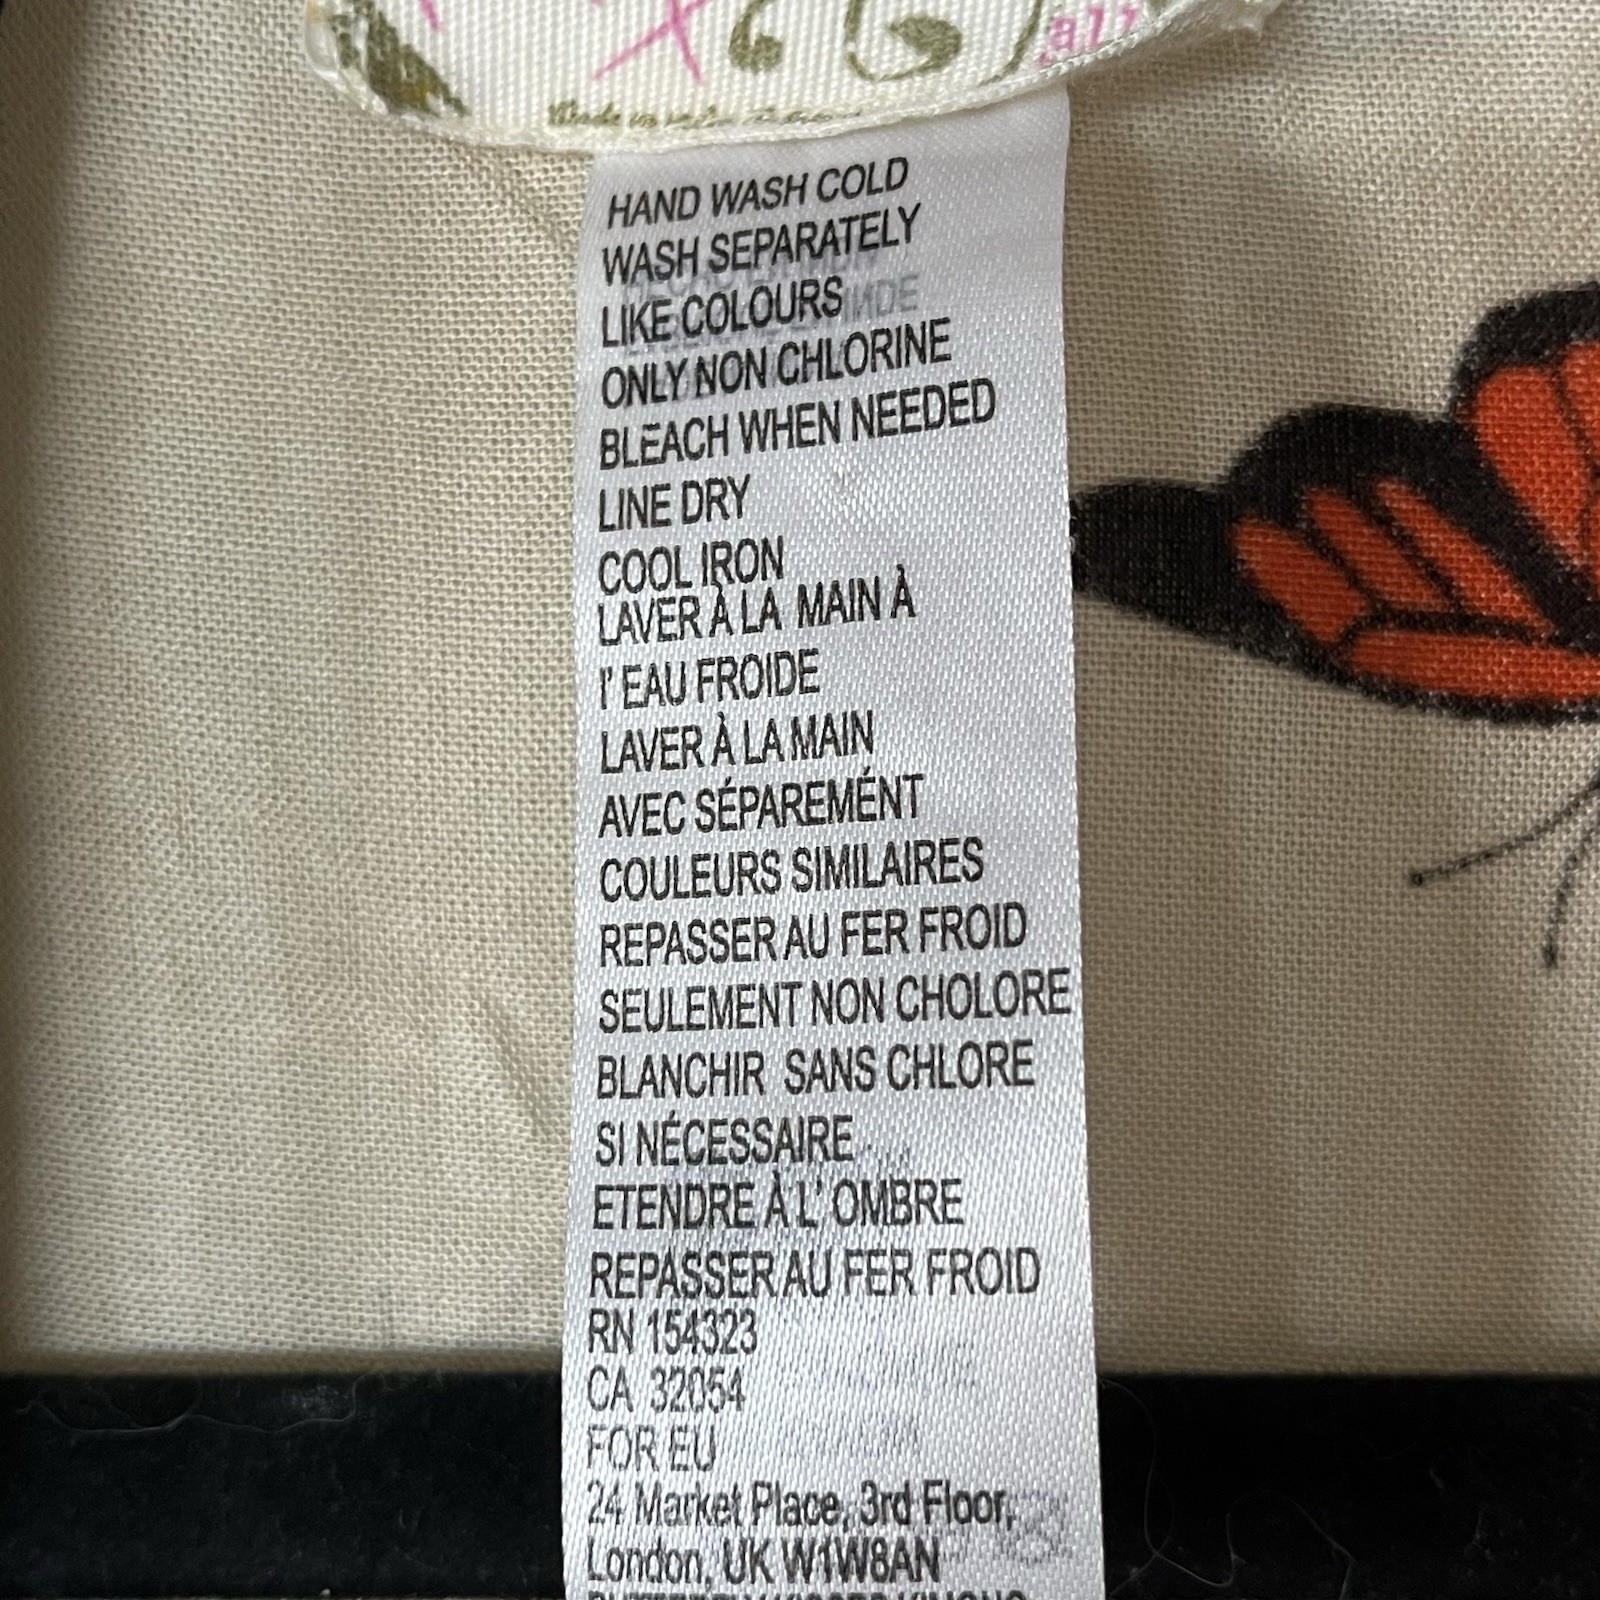 all
HAND WASH COLD
WASH SEPARATELY
LIKE COLOURS
ONLY NON CHLORINE
BLEACH WHEN NEEDED
LINE DRY
COOL IRON
LAVER À LA MAIN À
l' EAU FROIDE
LAVER À LA MAIN
AVEC SÉPAREMÉNT
COULEURS SIMILAIRES
REPASSER AU FER FROID
SEULEMENT NON CHOLORE
BLANCHIR SANS CHLORE
SI NÉCESSAIRE
ETENDRE À L' OMBRE
REPASSER AU FER FROID
RN 154323
CA 32054
FOR EU
24 Market Place, 3rd Floor,
London, UK W1W8AN